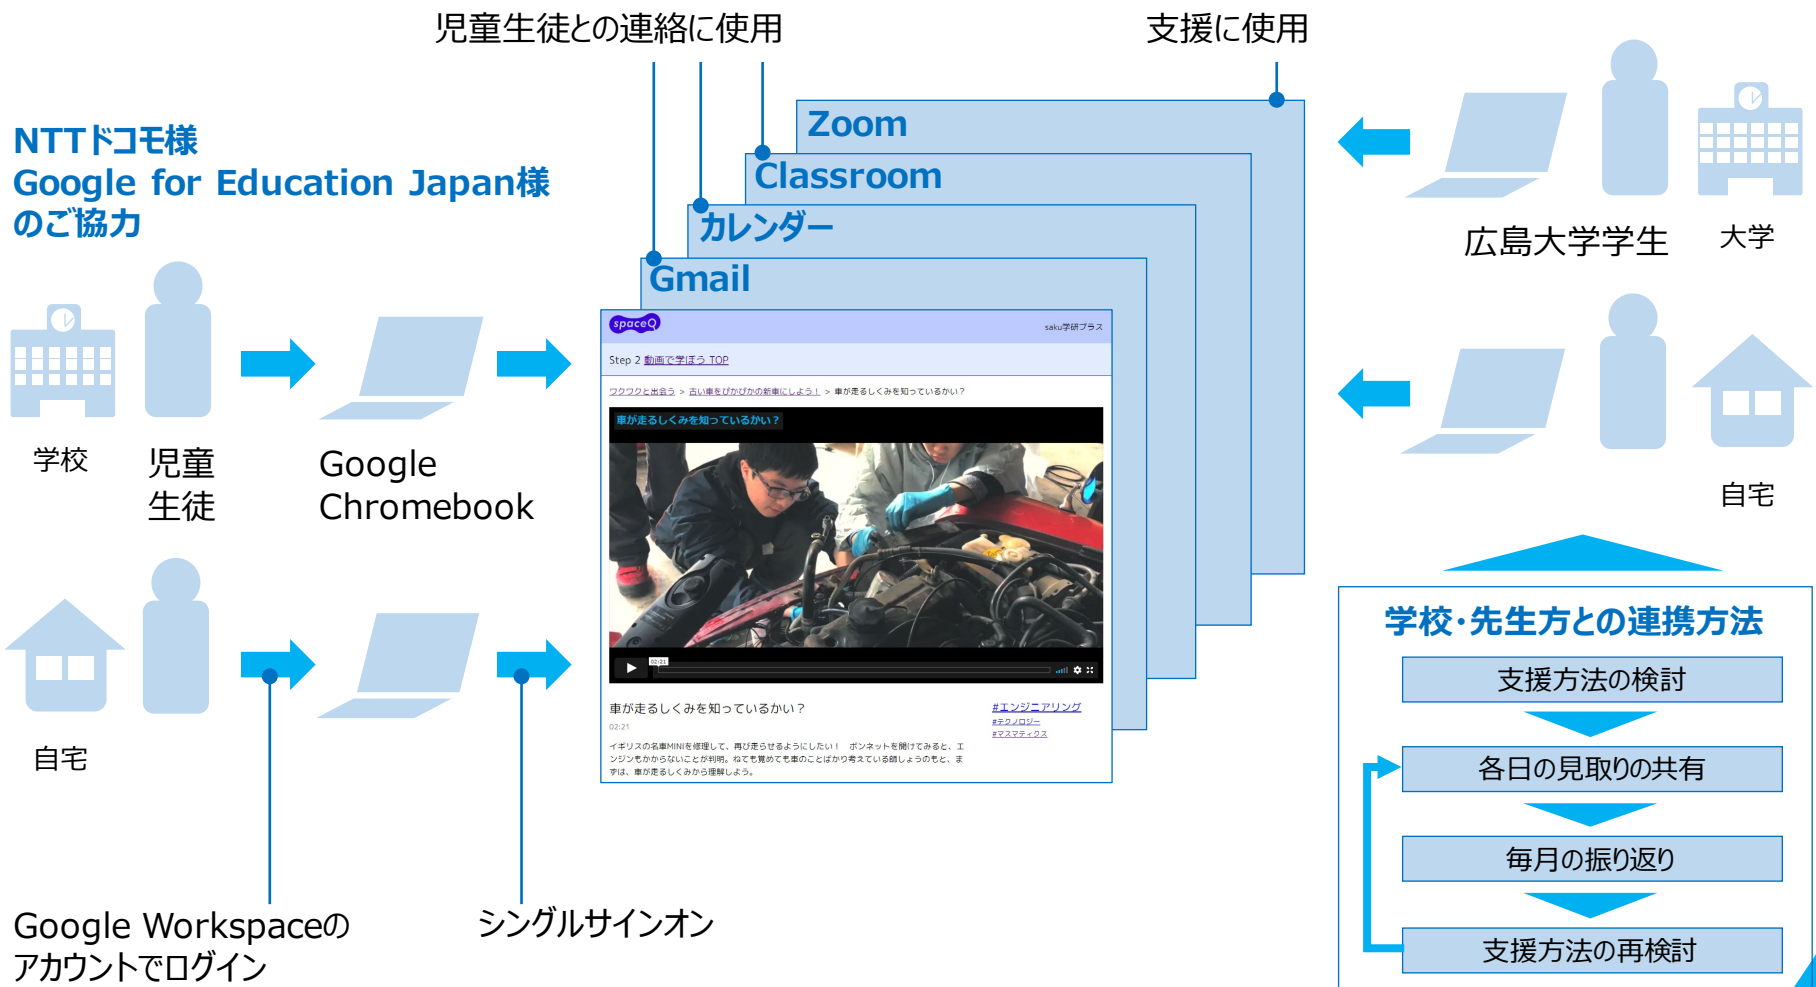 児童生徒との連絡に使用
支援に使用
NTTドコモ様
Google for Education Japan様
のご協力
Zoom
Classroom
カレンダー
Gmail
広島大学学生
大学
自宅
学校
児童
生徒
Google
Chromebook
自宅
spaceQ
saku学研プラス
Step 2 動画で学ぼう TOP
ワクワクと出会う > 古い車をぴかぴかの新車にしよう！ > 車が走るしくみを知っているかい？
車が走るしくみを知っているかい？
02:21
車が走るしくみを知っているかい？
02:21
イギリスの名車MINIを修理して、再び走らせるようにしたい！ ボンネットを開けてみると、エ
ンジンもかからないことが判明。ねても覚めても車のことばかり考えている師しょうのもと、ま
ずは、車が走るしくみから理解しよう。
#エンジニアリング
#テクノロジー
#マスマティクス
Google Workspaceの
アカウントでログイン
シングルサインオン
学校・先生方との連携方法
支援方法の検討
各日の見取りの共有
毎月の振り返り
支援方法の再検討